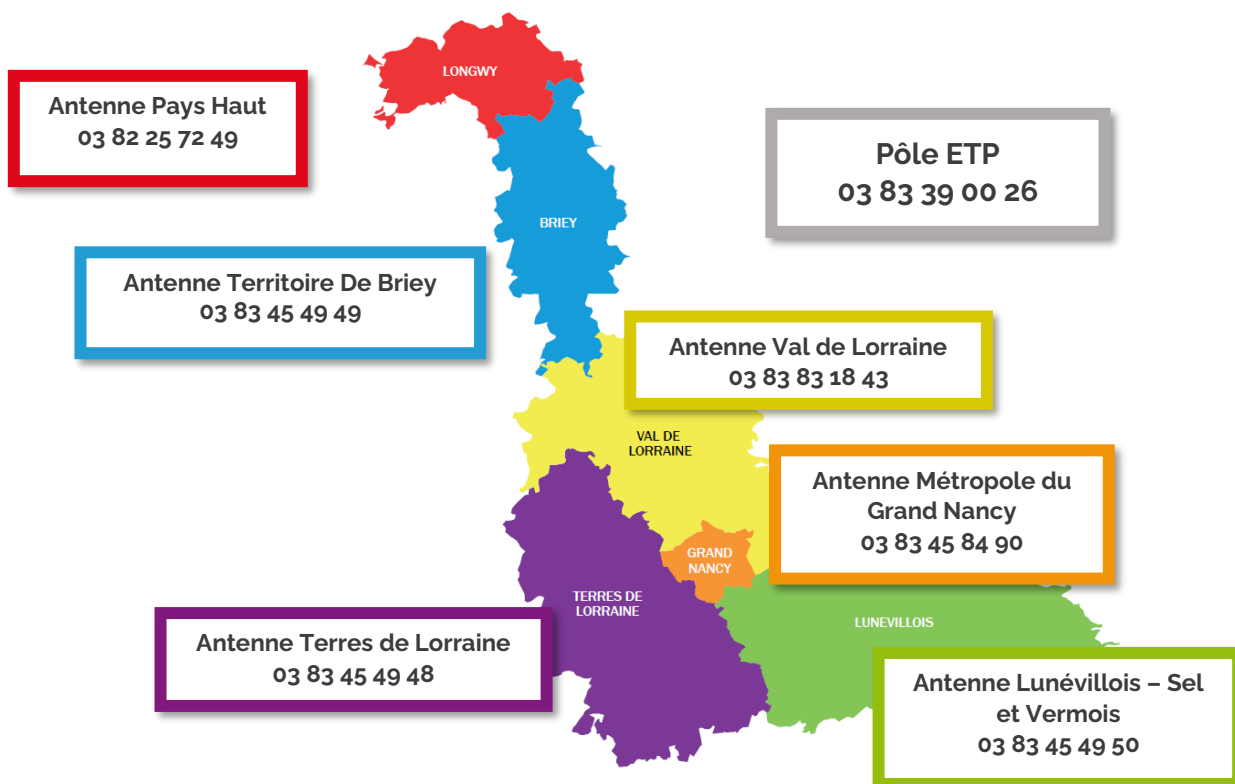 LONGWY
Antenne Pays Haut
03 82 25 72 49
Pôle ETP
03 83 39 00 26
BRIEY
Antenne Territoire De Briey
03 83 45 49 49
Antenne Val de Lorraine
03 83 83 18 43
VAL DE
LORRAINE
Antenne Métropole du
Grand Nancy
03 83 45 84 90
GRAND
NANCY
TERRES DE
LORRAINE
LUNEVILLOIS
Antenne Terres de Lorraine
03 83 45 49 48
Antenne Lunévillois – Sel
et Vermois
03 83 45 49 50